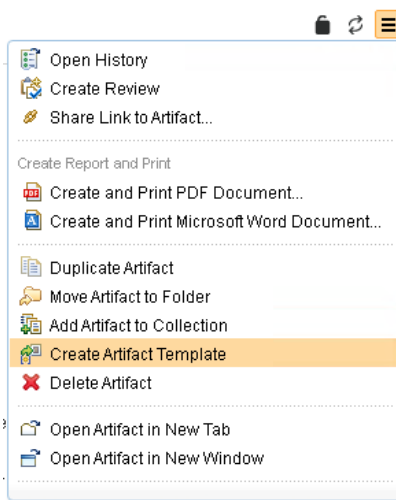 Open History
Create Review
Share Link to Artifact...
Create Report and Print
Create and Print PDF Document...
Create and Print Microsoft Word Document...
Duplicate Artifact
Move Artifact to Folder
Add Artifact to Collection
Create Artifact Template
Delete Artifact
Open Artifact in New Tab
Open Artifact in New Window